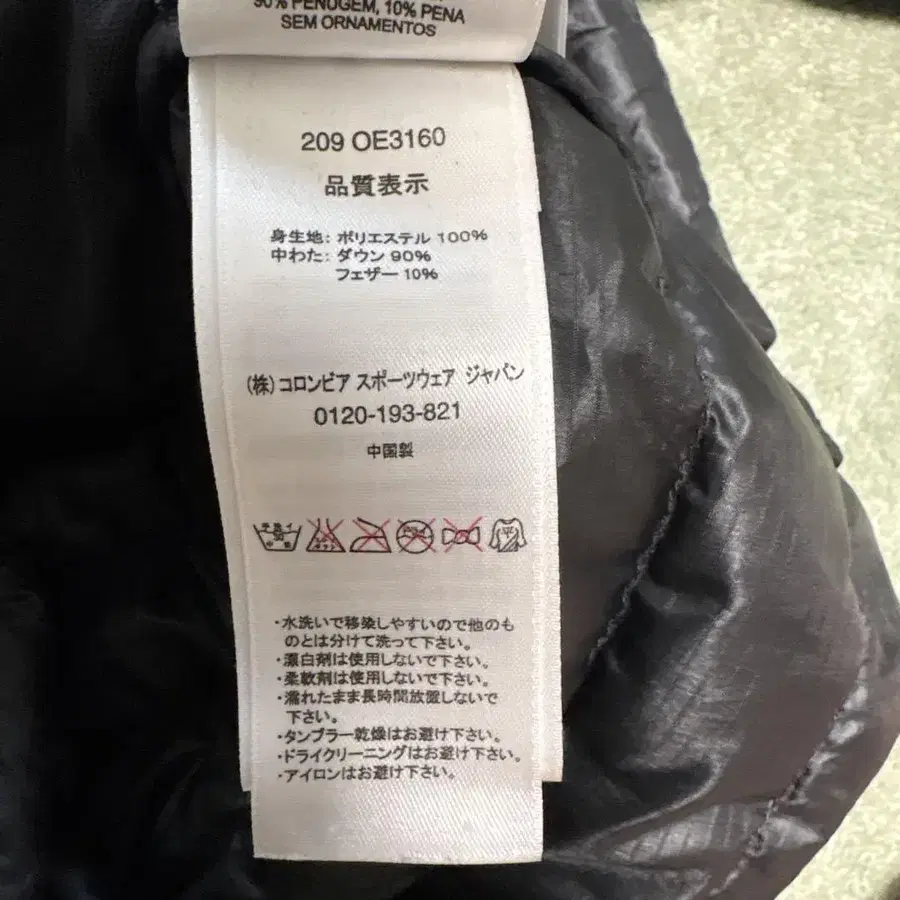 90% PENUGEM, 10% PENA
SEM ORNAMENTOS
209 OE3160
品質表示
身生地: ポリエステル 100%
中わた: ダウン 90%
フェザー 10%
(株) コロンビア スポーツウェア ジャパン
0120-193-821
中国製
・水洗いで移染しやすいので他のも
のとは分けて洗って下さい。
・漂白剤は使用しないで下さい。
・柔軟剤は使用しないで下さい。
・濡れたまま長時間放置しないで
下さい。
・タンブラー乾燥はお避け下さい。
・ドライクリーニングはお避け下さい。
・アイロンはお避け下さい。